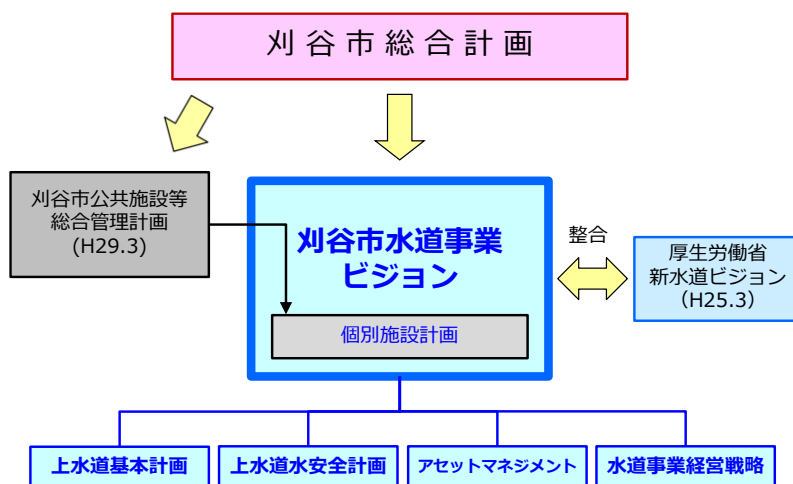 刈谷市総合計画
刈谷市公共施設等
総合管理計画
(H29.3)
刈谷市水道事業
ビジョン
個別施設計画
整合
厚生労働省
新水道ビジョン
（H25.3）
上水道基本計画
上水道水安全計画
アセットマネジメント
水道事業経営戦略